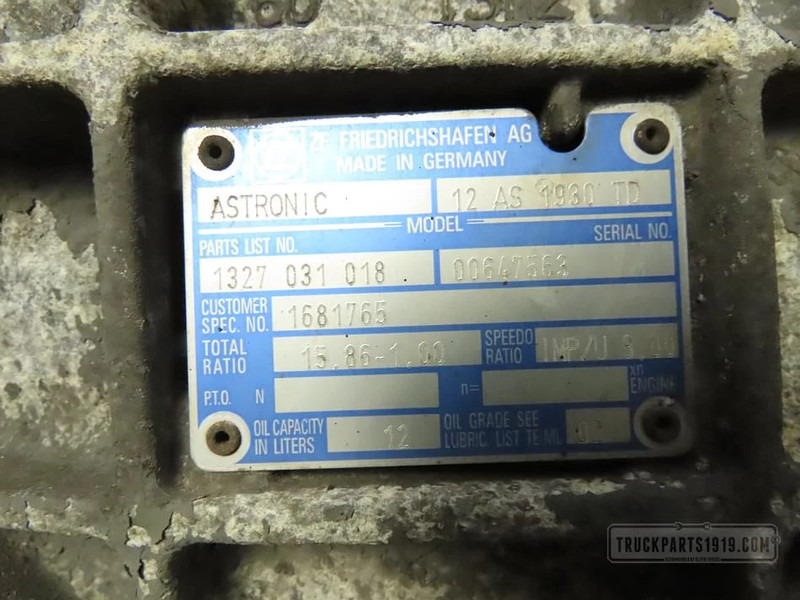 ZF FRIEDRICHSHAFEN AG
MADE IN GERMANY
ASTRONIC 12 AS 1930 TD
MODEL
PARTS LIST NO. SERIAL NO.
1327 031 018 00647563
CUSTOMER SPEC. NO. 1681765
TOTAL RATIO 15.86-1.00 SPEEDO RATIO IMP/U
P.T.O. N n= xn ENGINE
OIL CAPACITY IN LITERS 12 OIL GRADE SEE LUBRIC. LIST TE-ML
TRUCKPARTS1919.COM